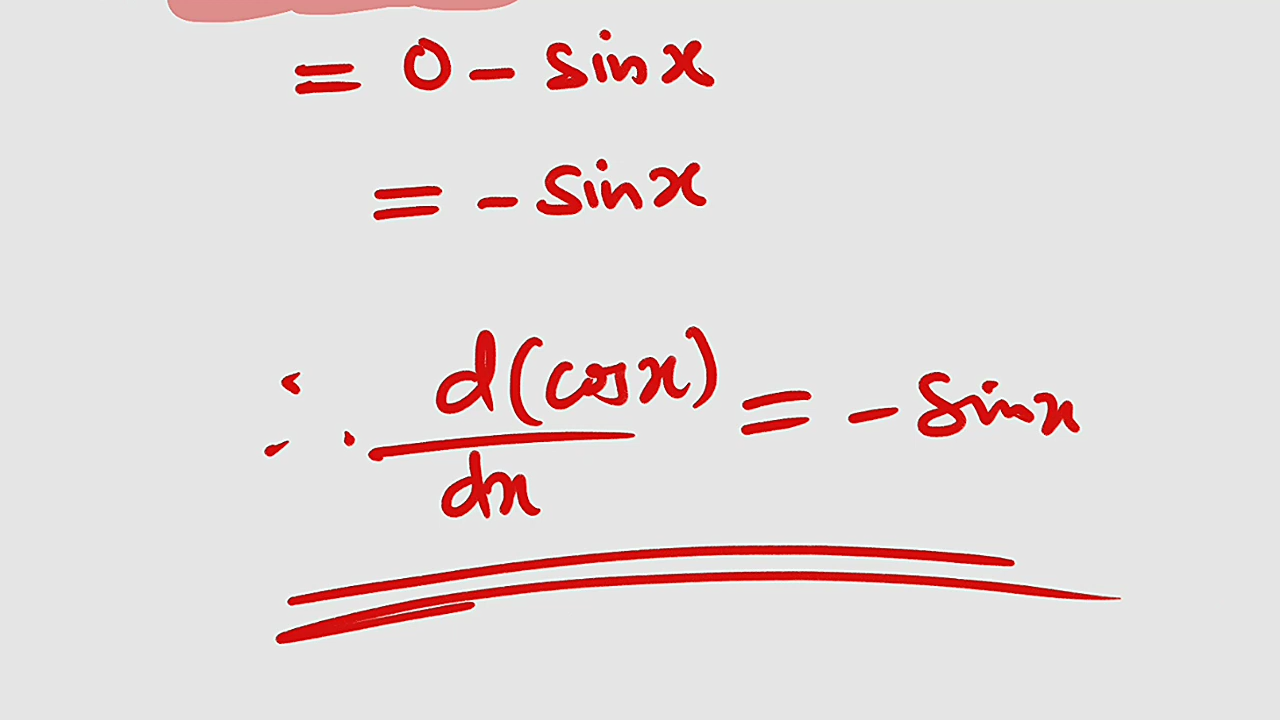 = 0 - sinx
= - sinx
∴ d(cosx)/dx = - sinx